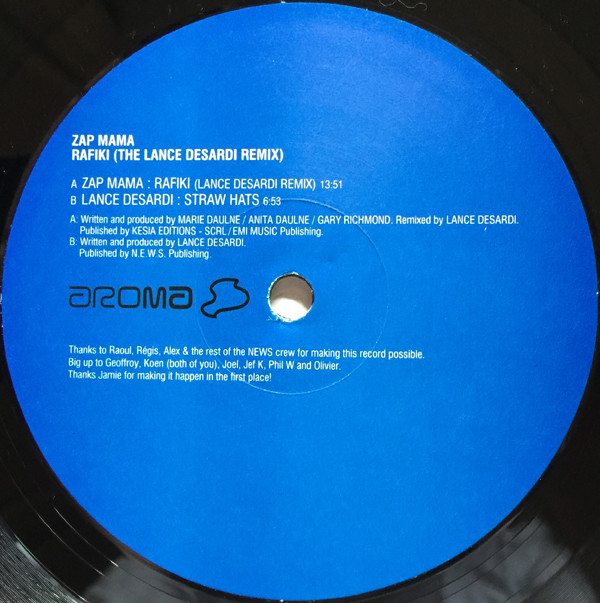 ZAP MAMA
RAFIKI (THE LANCE DESARDI REMIX)
A ZAP MAMA : RAFIKI (LANCE DESARDI REMIX) 13:51
B LANCE DESARDI : STRAW HATS 6:53
A: Written and produced by MARIE DAULNE / ANITA DAULNE / GARY RICHMOND. Remixed by LANCE DESARDI.
Published by KESIA EDITIONS - SCRL / EMI MUSIC Publishing.
B: Written and produced by LANCE DESARDI.
Published by N.E.W.S. Publishing.
aroma
Thanks to Raoul, Régis, Alex & the rest of the NEWS crew for making this record possible.
Big up to Geoffroy, Koen (both of you), Joel, Jef K, Phil W and Olivier.
Thanks Jamie for making it happen in the first place!